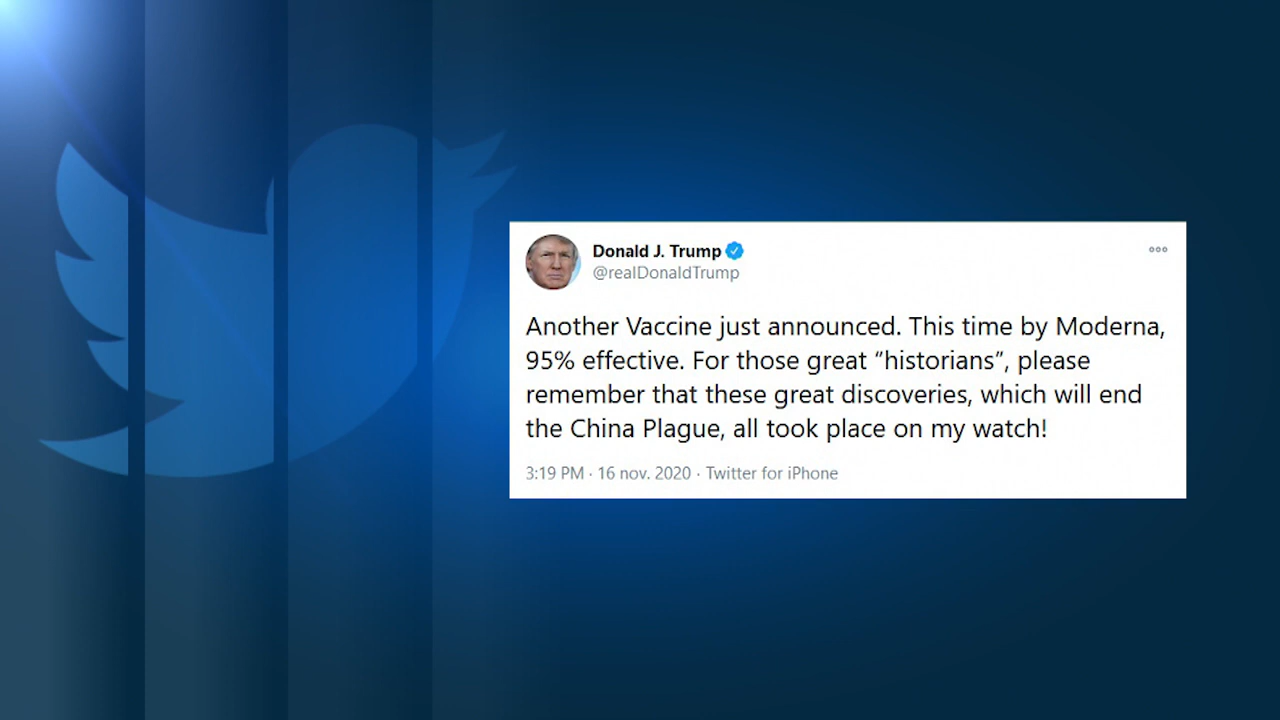 Donald J. Trump
@realDonaldTrump
Another Vaccine just announced. This time by Moderna,
95% effective. For those great “historians”, please
remember that these great discoveries, which will end
the China Plague, all took place on my watch!
3:19 PM · 16 nov. 2020 · Twitter for iPhone